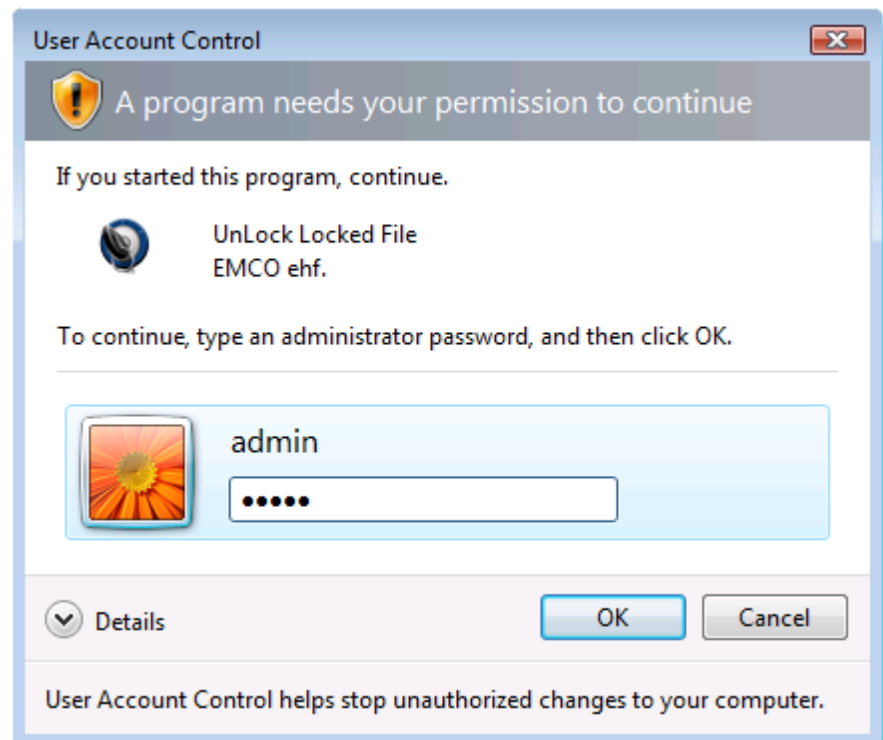 User Account Control
A program needs your permission to continue
If you started this program, continue.
UnLock Locked File
EMCO ehf.
To continue, type an administrator password, and then click OK.
admin
●●●●●
Details
OK
Cancel
User Account Control helps stop unauthorized changes to your computer.